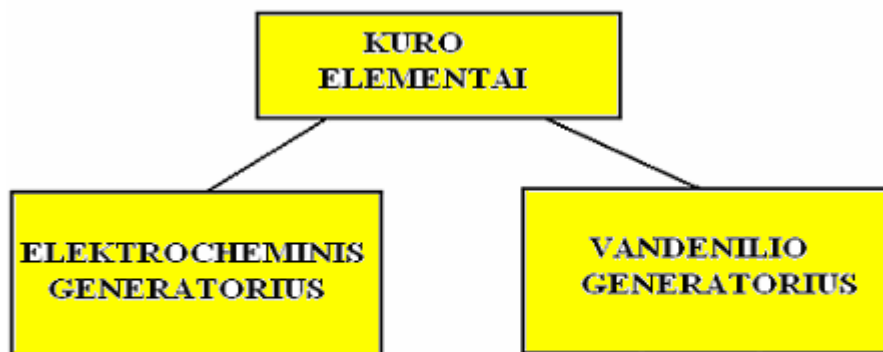 KURO
ELEMENTAI
ELEKTROCHEMINIS
GENERATORIUS
VANDENILIO
GENERATORIUS